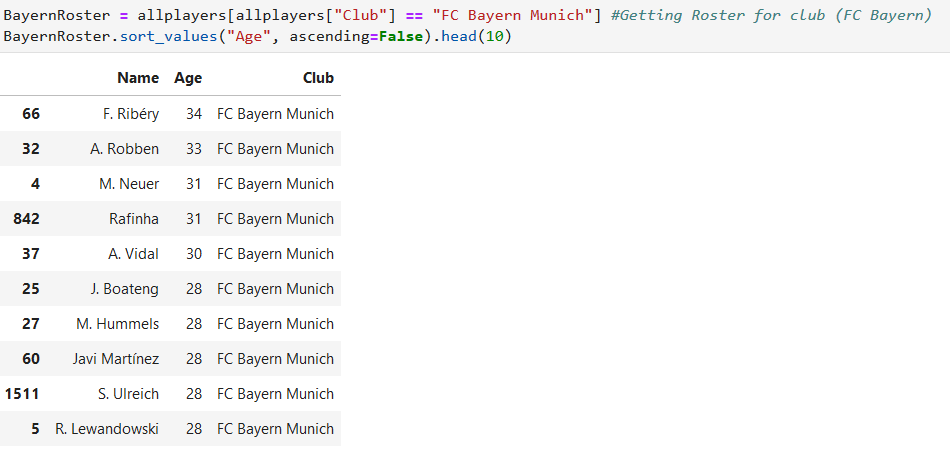 BayernRoster = allplayers[allplayers["Club"] == "FC Bayern Munich"] #Getting Roster for club (FC Bayern)
BayernRoster.sort_values("Age", ascending=False).head(10)
Name Age Club
66 F. Ribéry 34 FC Bayern Munich
32 A. Robben 33 FC Bayern Munich
4 M. Neuer 31 FC Bayern Munich
842 Rafinha 31 FC Bayern Munich
37 A. Vidal 30 FC Bayern Munich
25 J. Boateng 28 FC Bayern Munich
27 M. Hummels 28 FC Bayern Munich
60 Javi Martínez 28 FC Bayern Munich
1511 S. Ulreich 28 FC Bayern Munich
5 R. Lewandowski 28 FC Bayern Munich